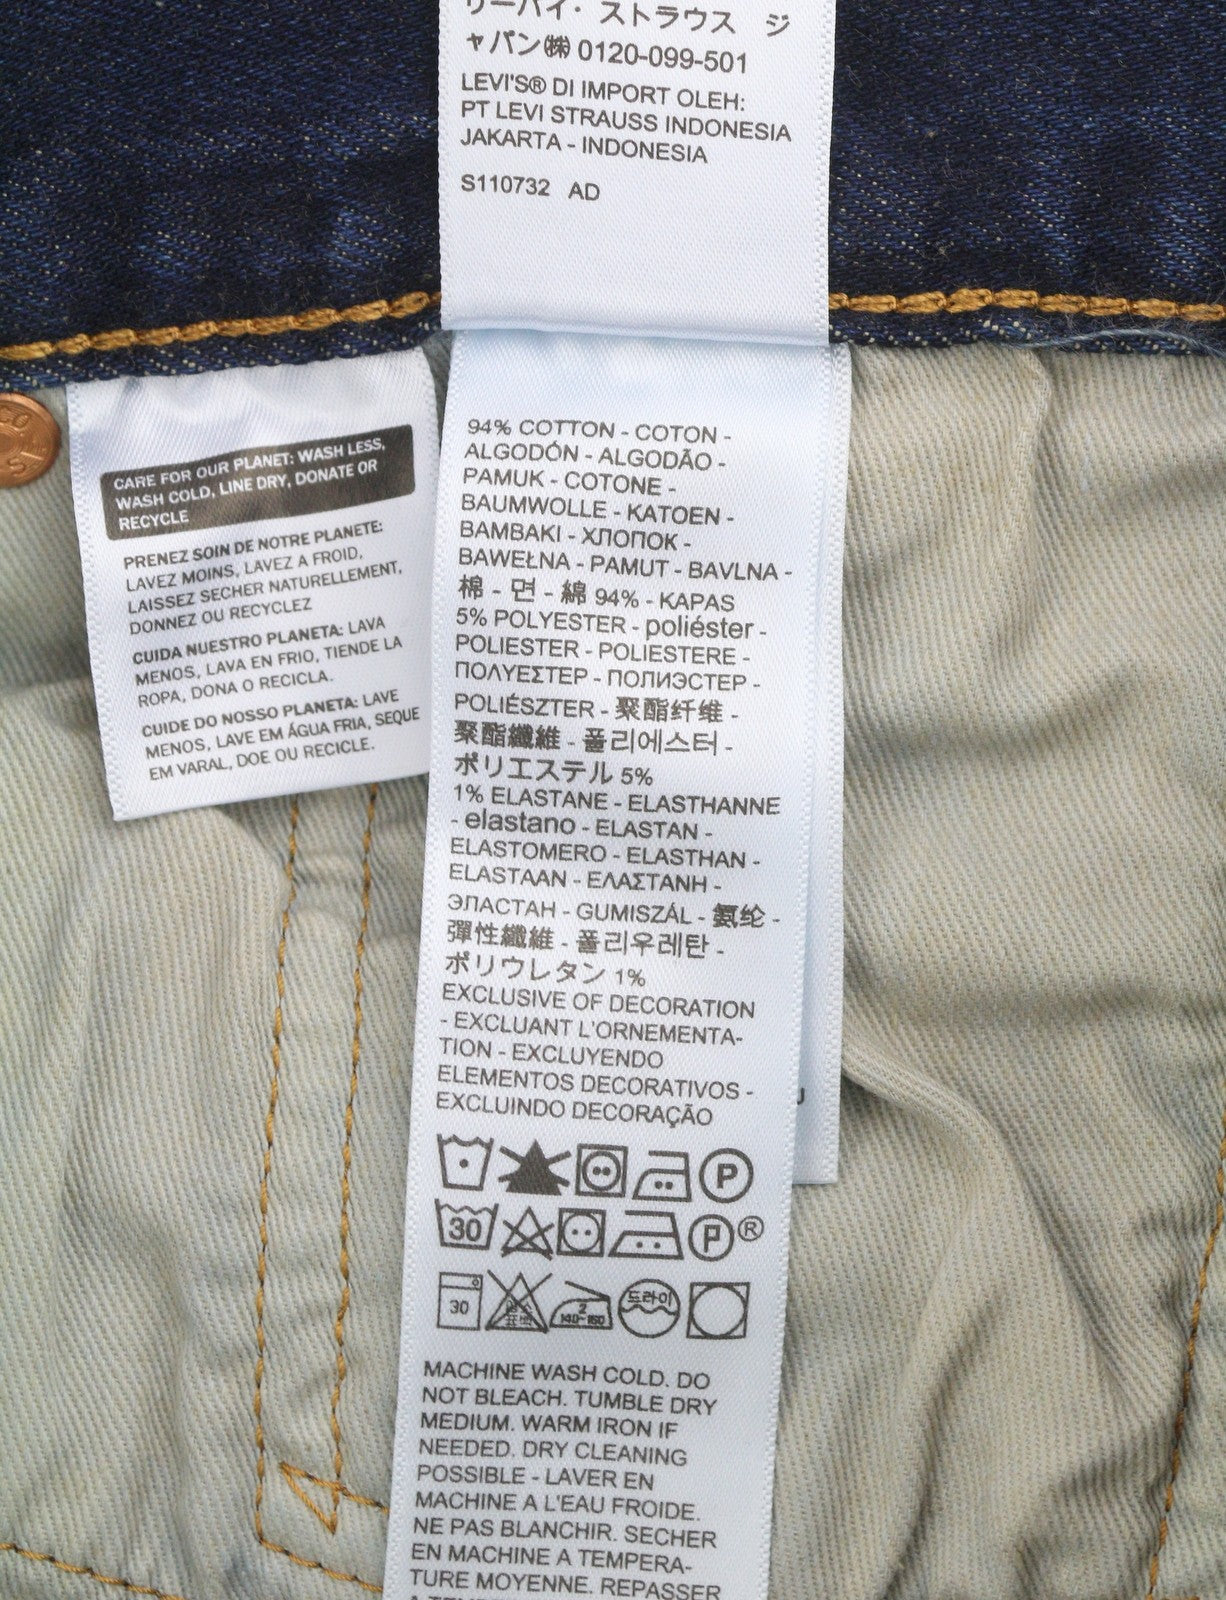 リーバイ・ストラウス ジ
ャパン㈱ 0120-099-501
LEVI'S® DI IMPORT OLEH:
PT LEVI STRAUSS INDONESIA
JAKARTA - INDONESIA
S110732 AD
CARE FOR OUR PLANET: WASH LESS,
WASH COLD, LINE DRY, DONATE OR
RECYCLE
PRENEZ SOIN DE NOTRE PLANETE:
LAVEZ MOINS, LAVEZ A FROID,
LAISSEZ SECHER NATURELLEMENT,
DONNEZ OU RECYCLEZ
CUIDA NUESTRO PLANETA: LAVA
MENOS, LAVA EN FRIO, TIENDE LA
ROPA, DONA O RECICLA.
CUIDE DO NOSSO PLANETA: LAVE
MENOS, LAVE EM ÁGUA FRIA, SEQUE
EM VARAL, DOE OU RECICLE.
94% COTTON - COTON -
ALGODÓN - ALGODÃO -
PAMUK - COTONE -
BAUMWOLLE - KATOEN -
BAMBAKI - ХЛОПОК -
BAWEŁNA - PAMUT - BAVLNA -
棉 - 면 - 綿 94% - KAPAS
5% POLYESTER - poliéster -
POLIESTER - POLIESTERE -
ΠΟΛΥΕΣΤΕΡ - ПОЛИЭСТЕР -
POLIÉSZTER - 聚酯纤维 -
聚酯纖維 - 폴리에스터 -
ポリエステル 5%
1% ELASTANE - ELASTHANNE
- elastano - ELASTAN -
ELASTOMERO - ELASTHAN -
ELASTAAN - ΕΛΑΣΤΑΝΗ -
ЭЛАСТАН - GUMISZÁL - 氨纶 -
彈性纖維 - 폴리우레탄 -
ポリウレタン 1%
EXCLUSIVE OF DECORATION
- EXCLUANT L'ORNEMENTA-
TION - EXCLUYENDO
ELEMENTOS DECORATIVOS -
EXCLUINDO DECORAÇÃO
P
30 P ®
30 2 140~160 드라이
MACHINE WASH COLD. DO
NOT BLEACH. TUMBLE DRY
MEDIUM. WARM IRON IF
NEEDED. DRY CLEANING
POSSIBLE - LAVER EN
MACHINE A L'EAU FROIDE.
NE PAS BLANCHIR. SECHER
EN MACHINE A TEMPERA-
TURE MOYENNE. REPASSER